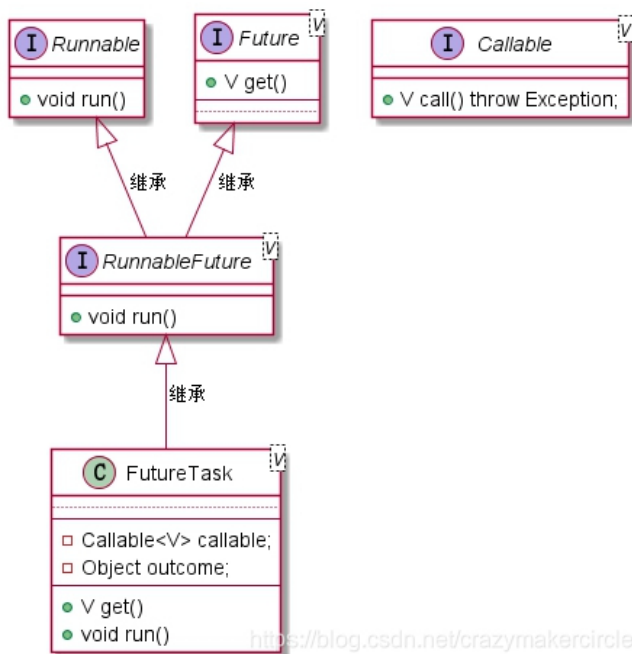 I Runnable
void run()
I Future V
V get()
I Callable V
V call() throw Exception;
继承
继承
I RunnableFuture V
void run()
继承
C FutureTask V
Callable<V> callable;
Object outcome;
V get()
void run()
https://blog.csdn.net/crazymakercircle